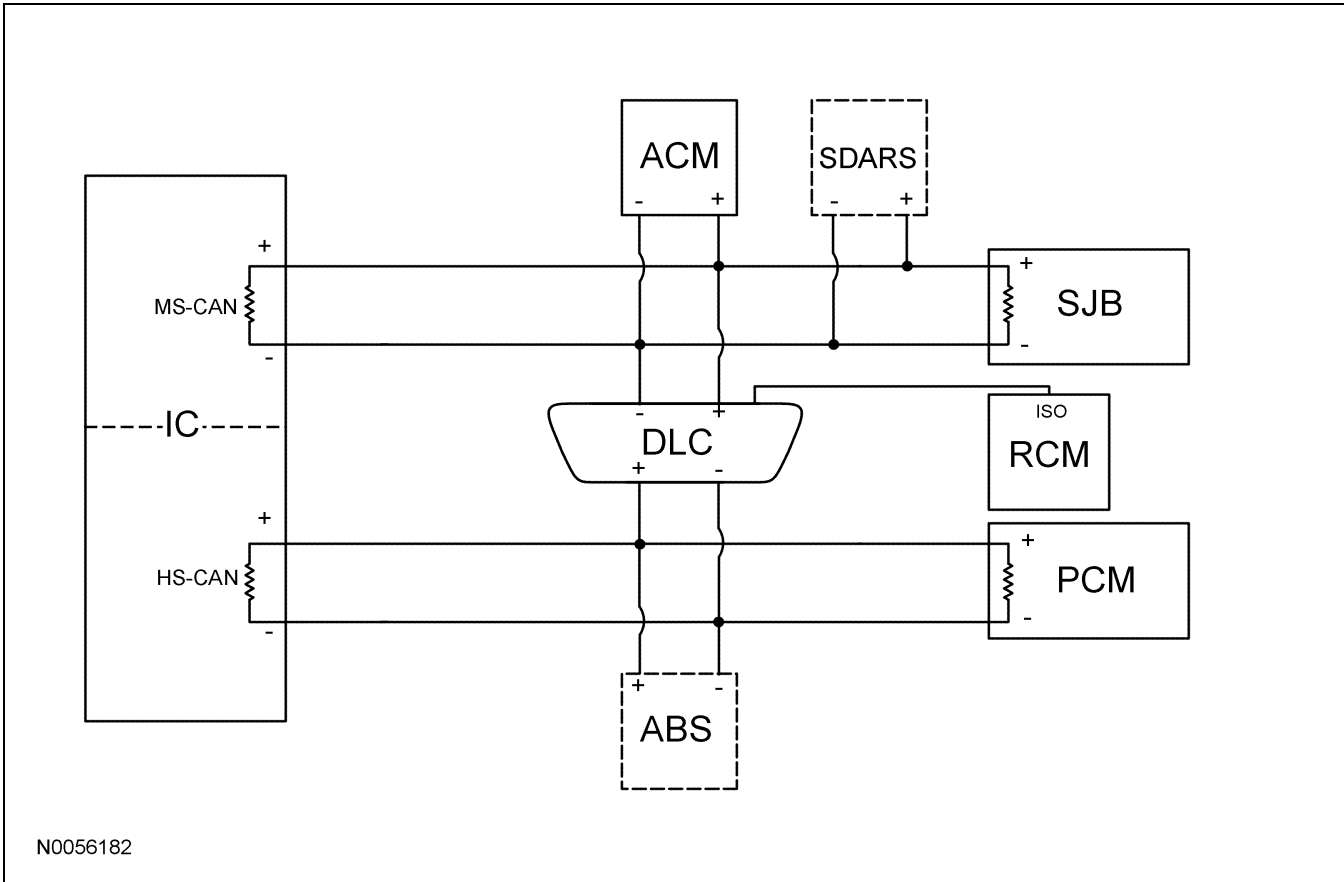 ACM
- +
SDARS
- +
+
MS-CAN
-
+
SJB
-
IC
- +
DLC
+ -
ISO
RCM
+
HS-CAN
-
+
PCM
-
+ -
ABS
N0056182